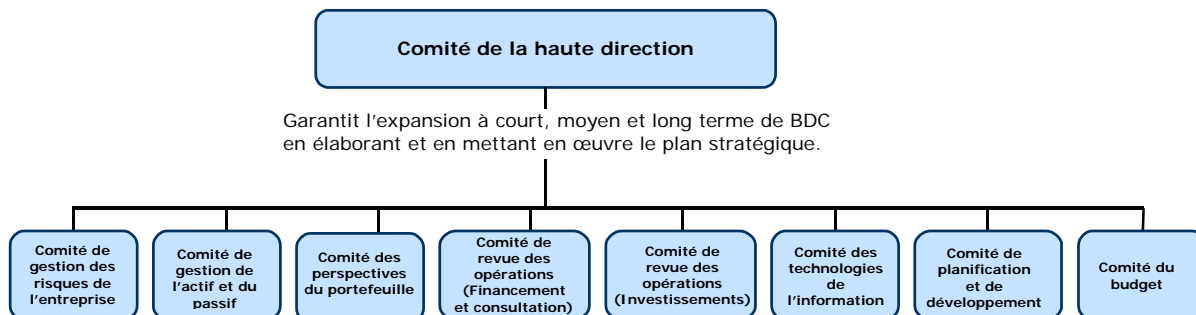 Comité de la haute direction
Garantit l'expansion à court, moyen et long terme de BDC
en élaborant et en mettant en œuvre le plan stratégique.
Comité de
gestion des
risques de
l'entreprise
Comité de
gestion de
l'actif et du
passif
Comité des
perspectives
du portefeuille
Comité de
revue des
opérations
(Financement
et consultation)
Comité de
revue des
opérations
(Investissements)
Comité des
technologies
de
l'information
Comité de
planification
et de
développement
Comité du
budget